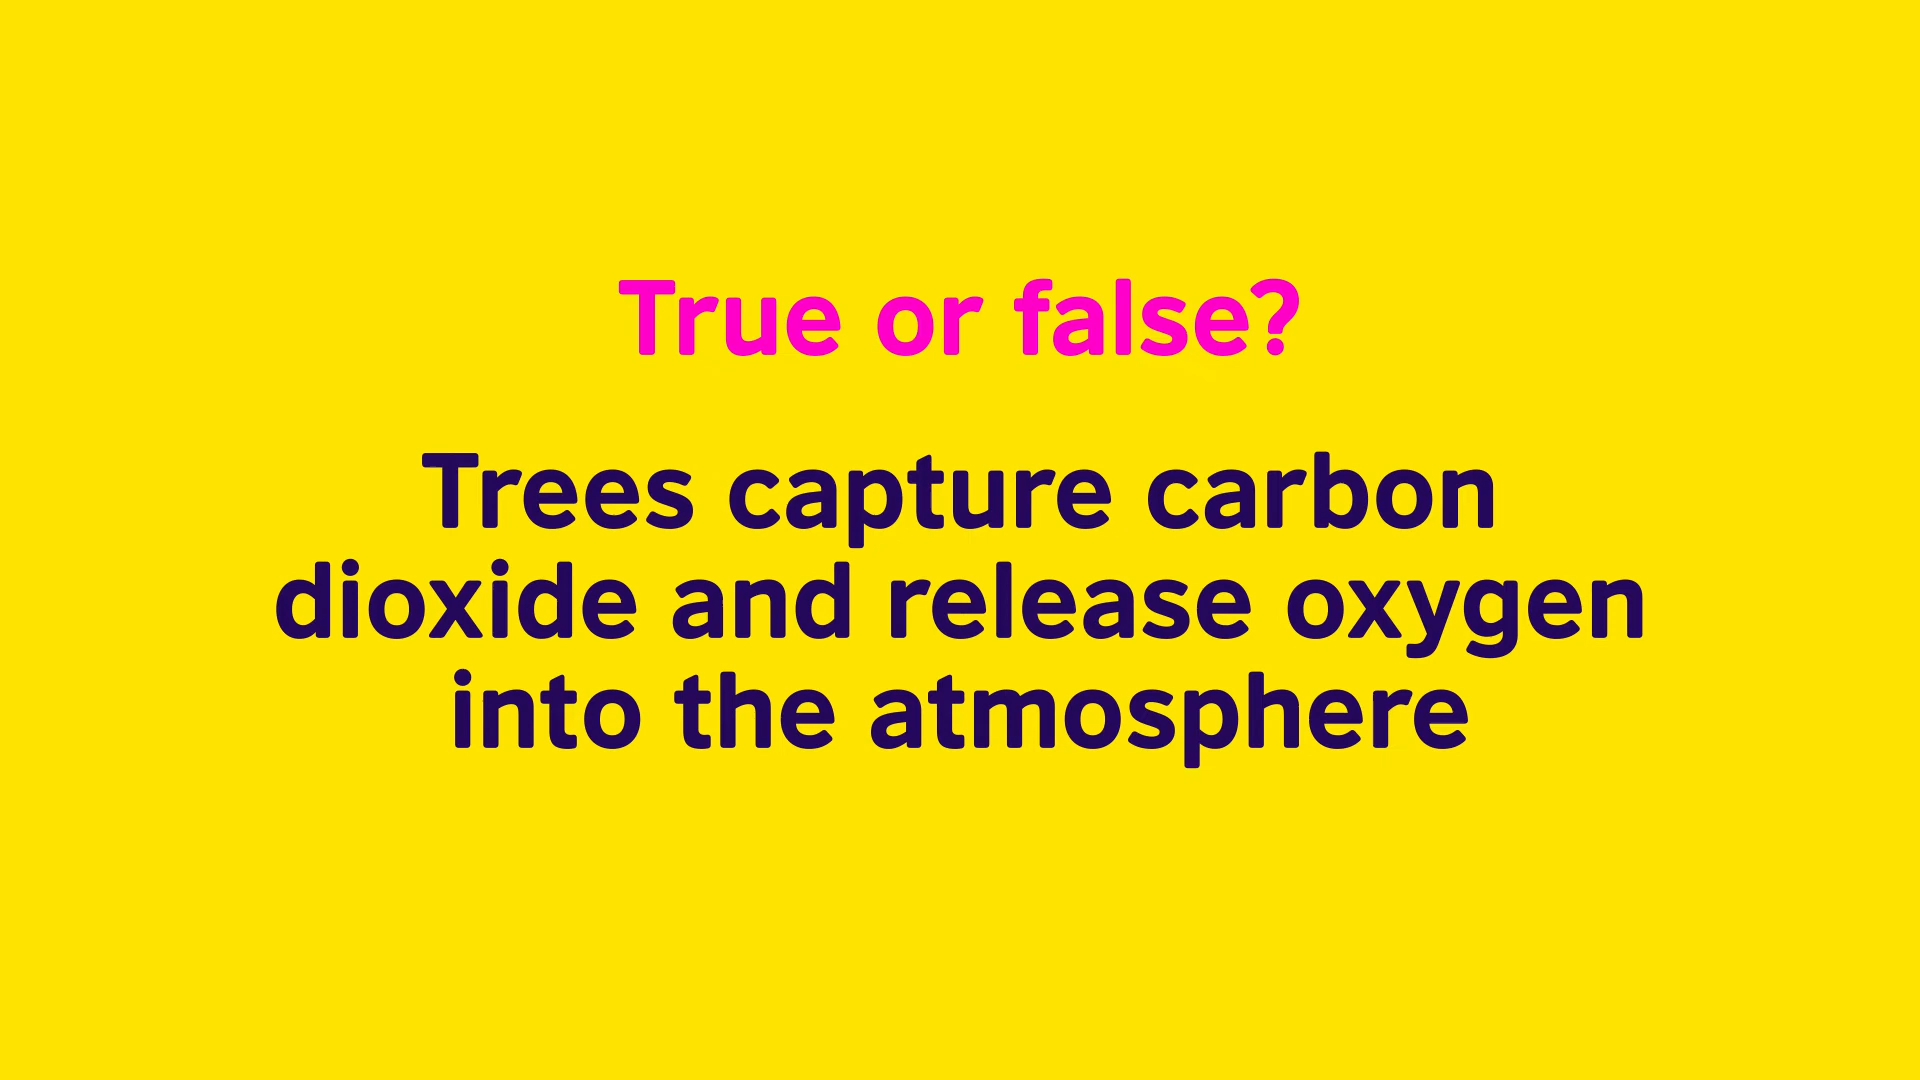 True or false?
Trees capture carbon
dioxide and release oxygen
into the atmosphere